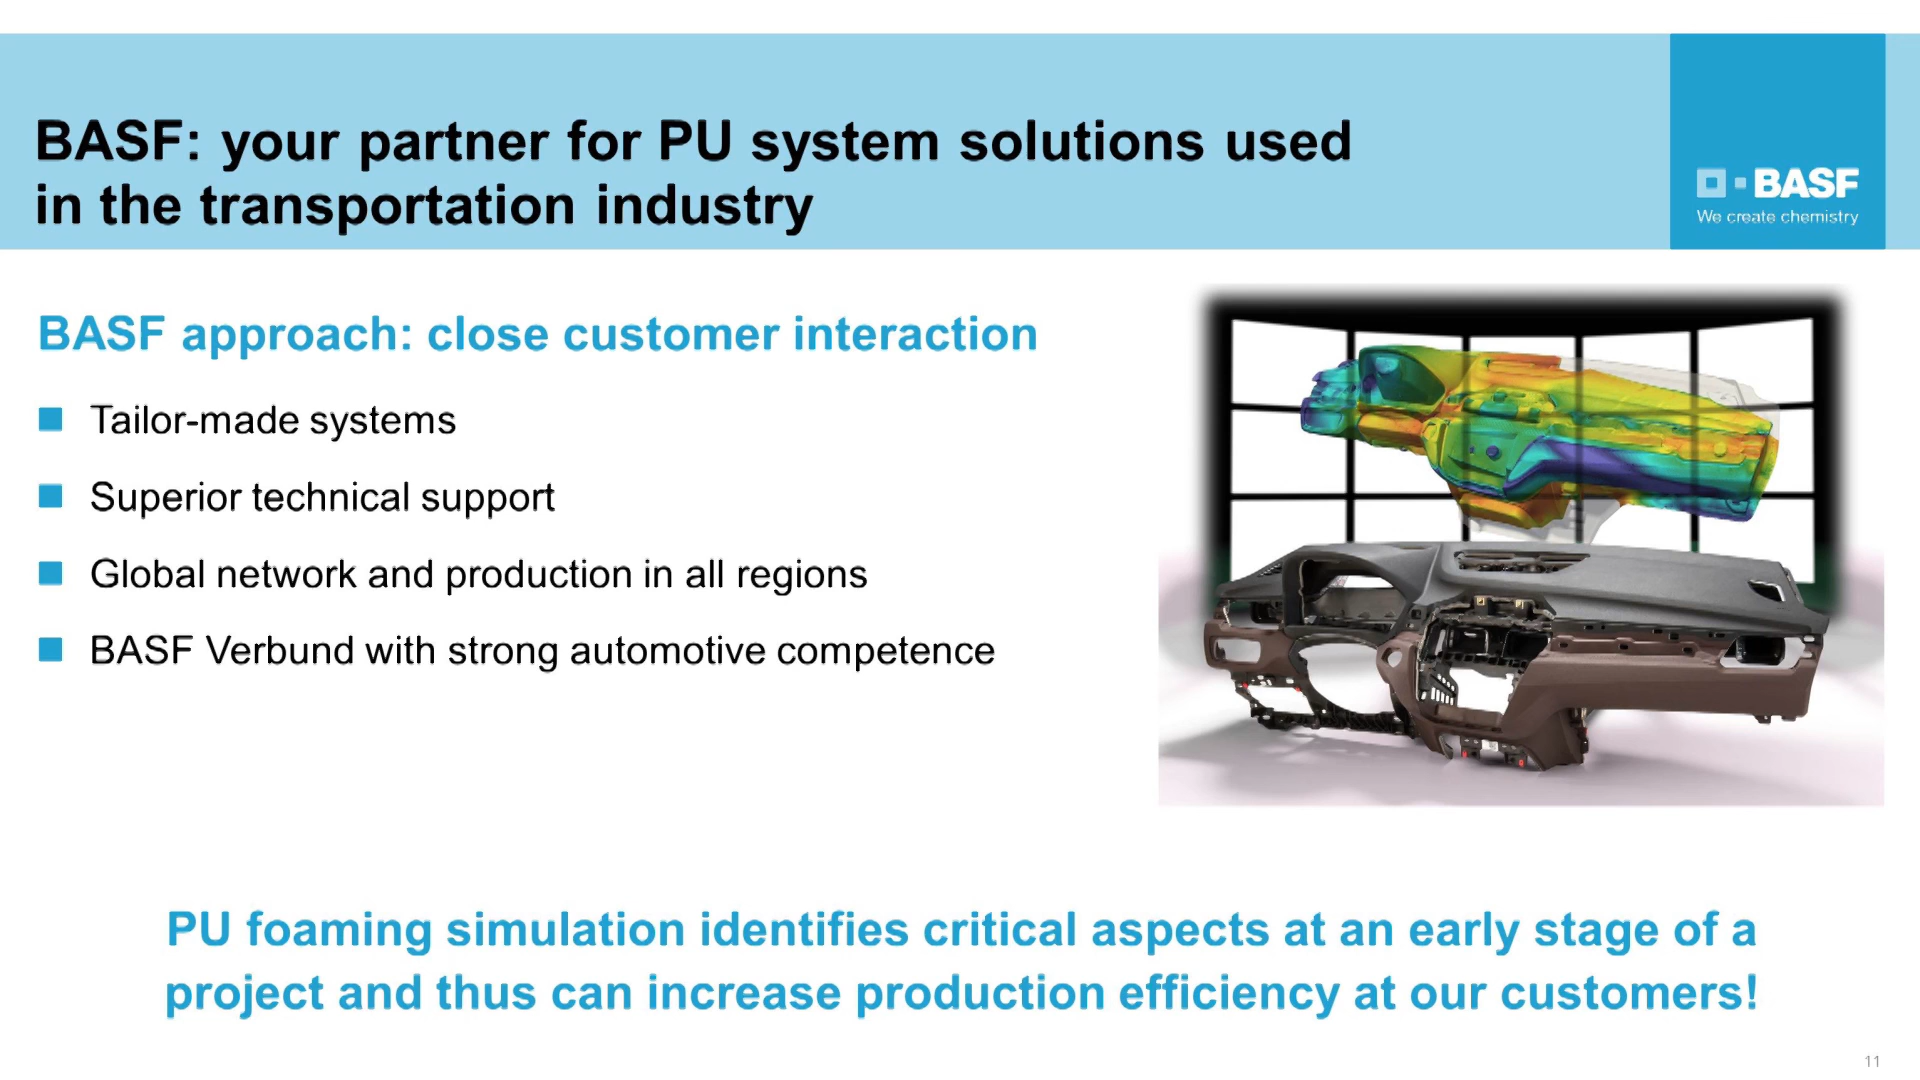 BASF: your partner for PU system solutions used
in the transportation industry
BASF
We create chemistry
BASF approach: close customer interaction
Tailor-made systems
Superior technical support
Global network and production in all regions
BASF Verbund with strong automotive competence
PU foaming simulation identifies critical aspects at an early stage of a
project and thus can increase production efficiency at our customers!
11